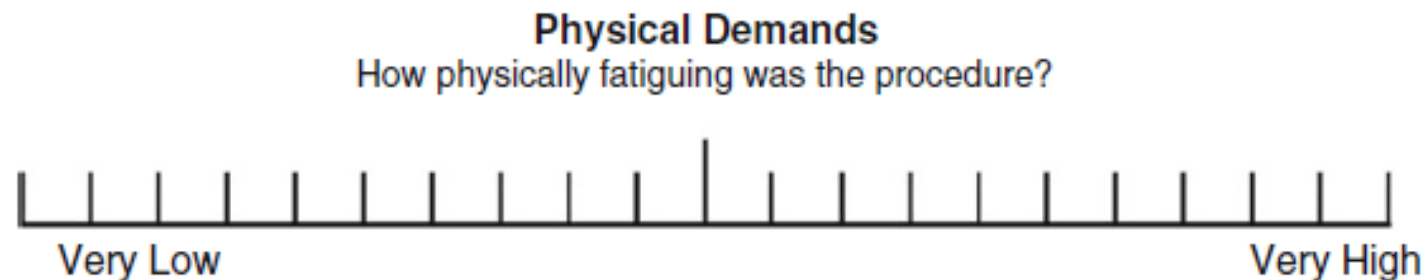 Physical Demands
How physically fatiguing was the procedure?
Very Low Very High